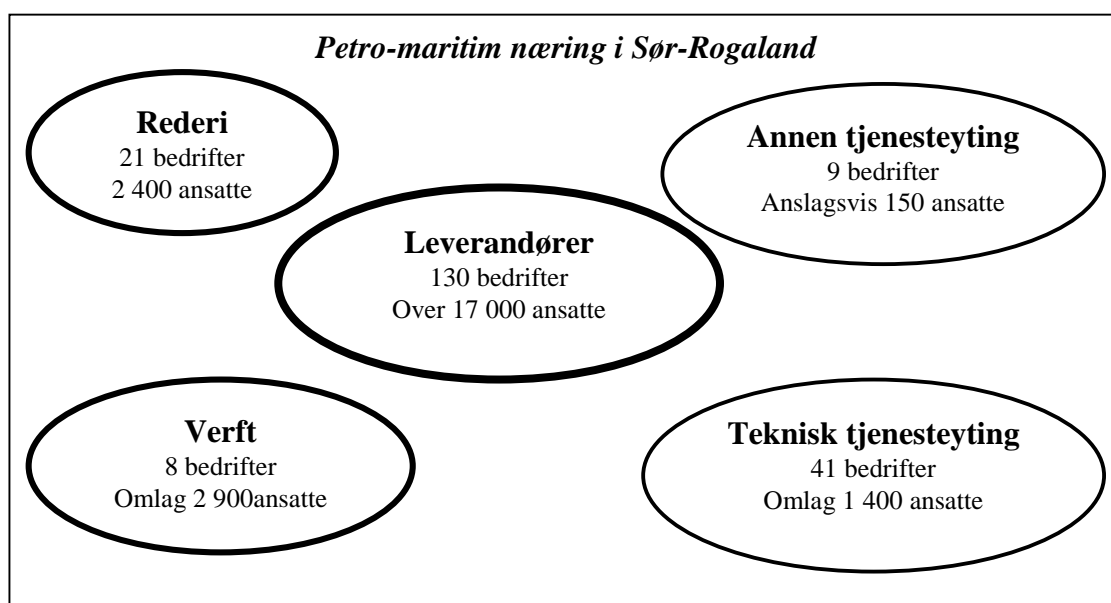 Petro-maritim næring i Sør-Rogaland
Rederi
21 bedrifter
2 400 ansatte
Annen tjenesteyting
9 bedrifter
Anslagsvis 150 ansatte
Leverandører
130 bedrifter
Over 17 000 ansatte
Verft
8 bedrifter
Omlag 2 900ansatte
Teknisk tjenesteyting
41 bedrifter
Omlag 1 400 ansatte